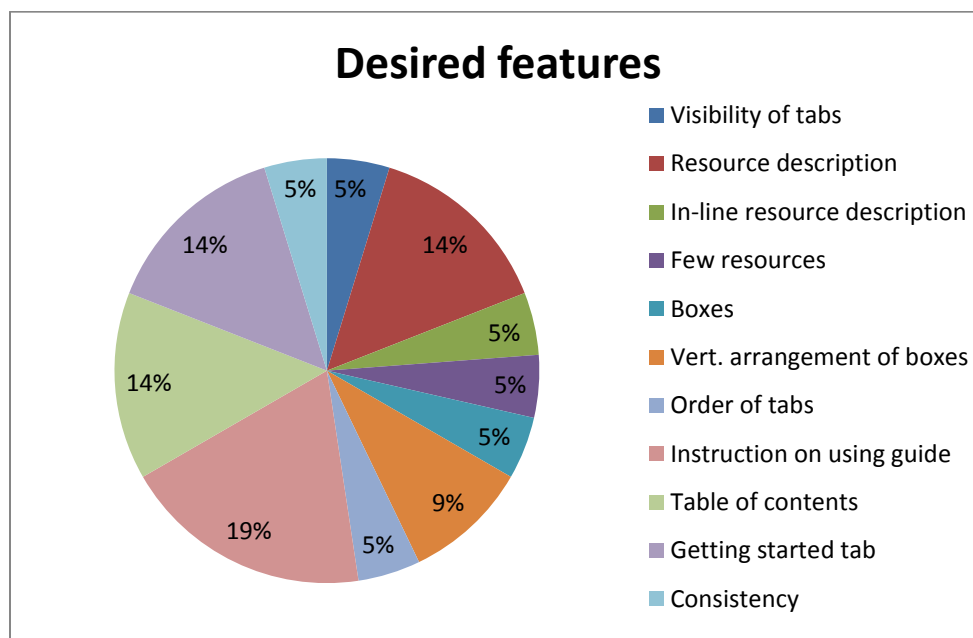 Desired features
Visibility of tabs
Resource description
In-line resource description
Few resources
Boxes
Vert. arrangement of boxes
Order of tabs
Instruction on using guide
Table of contents
Getting started tab
Consistency
5%
14%
5%
5%
5%
9%
5%
19%
14%
14%
5%